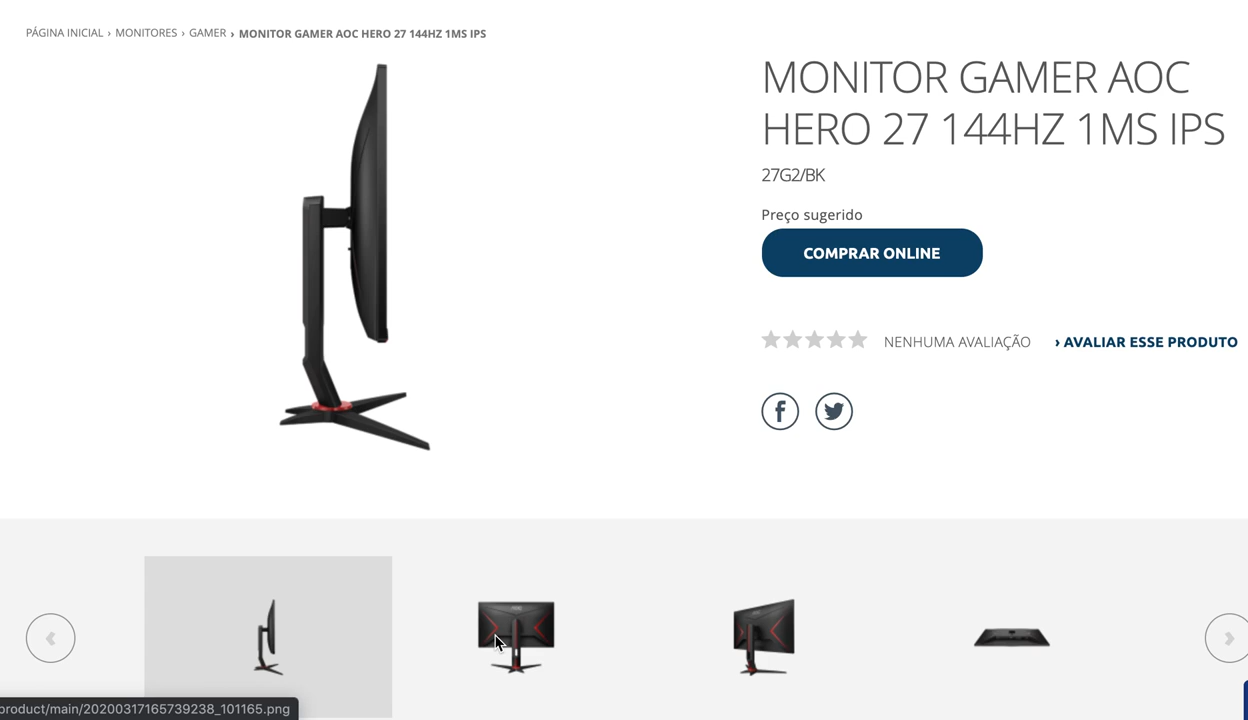 PÁGINA INICIAL › MONITORES › GAMER › MONITOR GAMER AOC HERO 27 144HZ 1MS IPS
MONITOR GAMER AOC
HERO 27 144HZ 1MS IPS
27G2/BK
Preço sugerido
COMPRAR ONLINE
NENHUMA AVALIAÇÃO › AVALIAR ESSE PRODUTO
product/main/20200317165739238_101165.png